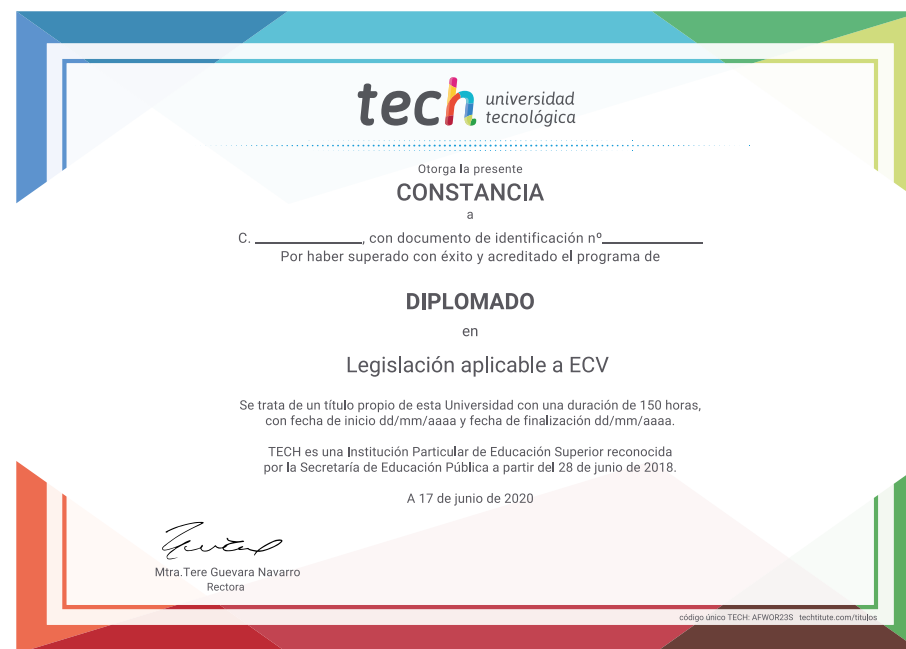 tech universidad
tecnológica
Otorga la presente
CONSTANCIA
a
C. ____________, con documento de identificación nº____________
Por haber superado con éxito y acreditado el programa de
DIPLOMADO
en
Legislación aplicable a ECV
Se trata de un título propio de esta Universidad con una duración de 150 horas,
con fecha de inicio dd/mm/aaaa y fecha de finalización dd/mm/aaaa.
TECH es una Institución Particular de Educación Superior reconocida
por la Secretaría de Educación Pública a partir del 28 de junio de 2018.
A 17 de junio de 2020
Mtra.Tere Guevara Navarro
Rectora
código único TECH: AFWOR23S techtitute.com/titulos